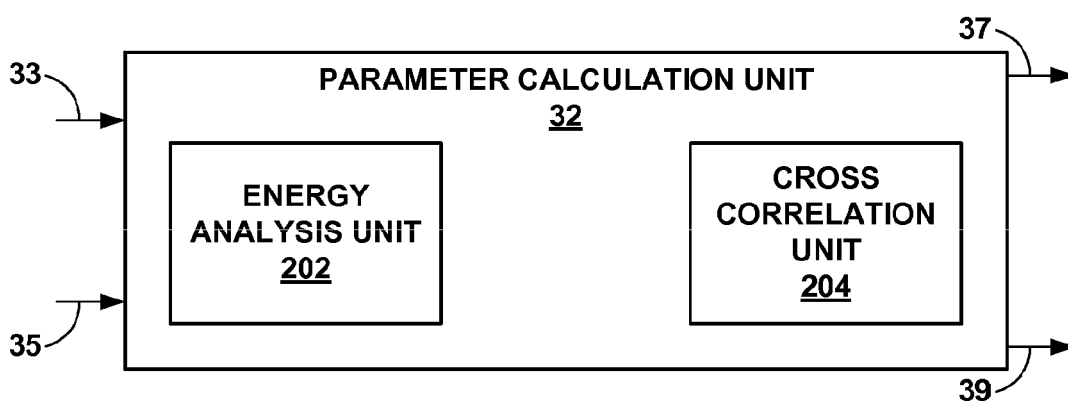 37
33
PARAMETER CALCULATION UNIT
32
ENERGY
ANALYSIS UNIT
202
CROSS
CORRELATION
UNIT
204
35
39